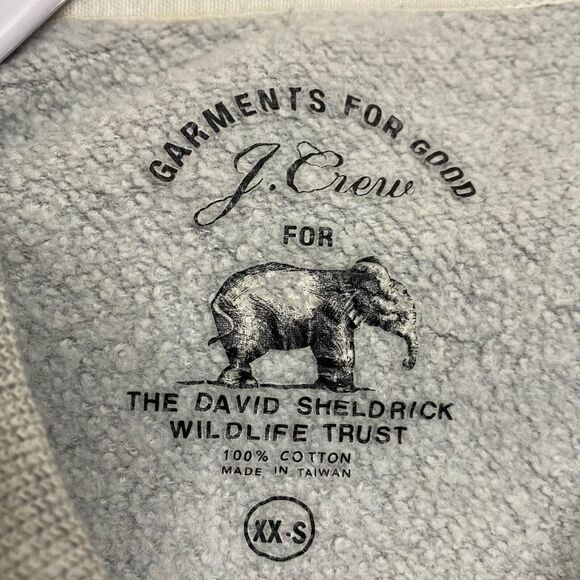 GARMENTS FOR GOOD
J. Crew
FOR
THE DAVID SHELDRICK
WILDLIFE TRUST
100% COTTON
MADE IN TAIWAN
XX-S